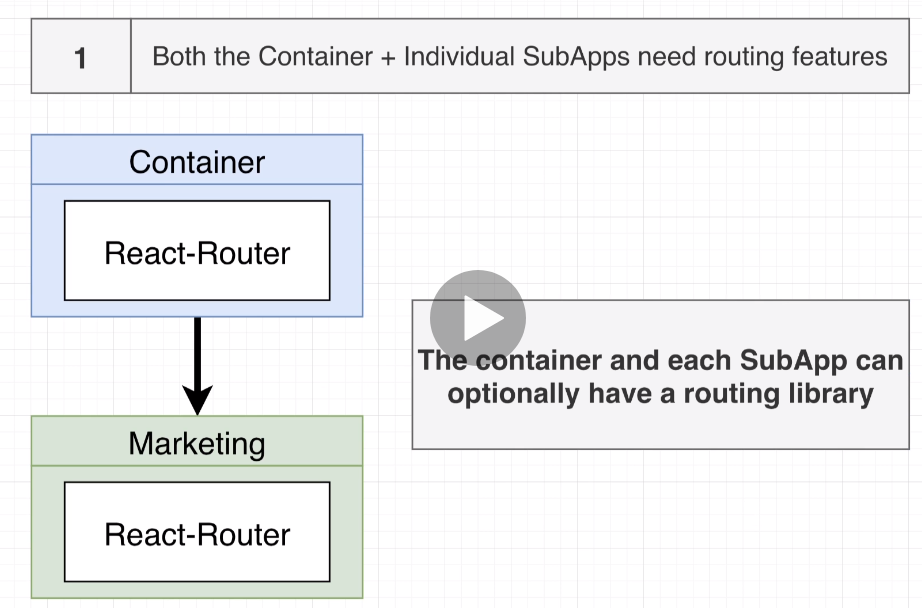 1
Both the Container + Individual SubApps need routing features
Container
React-Router
The container and each SubApp can
optionally have a routing library
Marketing
React-Router